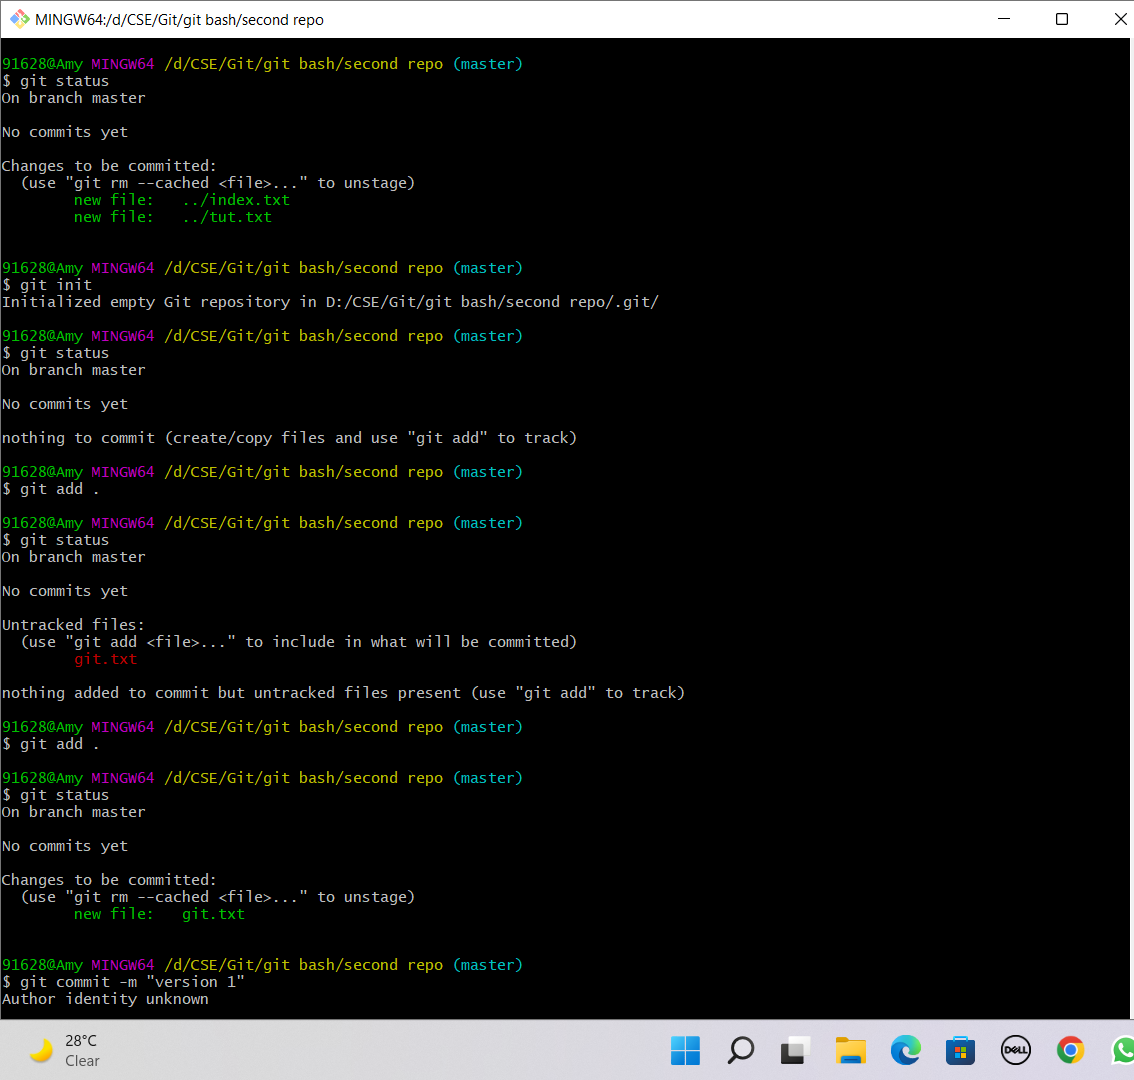 MINGW64:/d/CSE/Git/git bash/second repo
91628@Amy MINGW64 /d/CSE/Git/git bash/second repo (master)
$ git status
On branch master
No commits yet
Changes to be committed:
  (use "git rm --cached <file>..." to unstage)
        new file:   ../index.txt
        new file:   ../tut.txt
91628@Amy MINGW64 /d/CSE/Git/git bash/second repo (master)
$ git init
Initialized empty Git repository in D:/CSE/Git/git bash/second repo/.git/
91628@Amy MINGW64 /d/CSE/Git/git bash/second repo (master)
$ git status
On branch master
No commits yet
nothing to commit (create/copy files and use "git add" to track)
91628@Amy MINGW64 /d/CSE/Git/git bash/second repo (master)
$ git add .
91628@Amy MINGW64 /d/CSE/Git/git bash/second repo (master)
$ git status
On branch master
No commits yet
Untracked files:
  (use "git add <file>..." to include in what will be committed)
        git.txt
nothing added to commit but untracked files present (use "git add" to track)
91628@Amy MINGW64 /d/CSE/Git/git bash/second repo (master)
$ git add .
91628@Amy MINGW64 /d/CSE/Git/git bash/second repo (master)
$ git status
On branch master
No commits yet
Changes to be committed:
  (use "git rm --cached <file>..." to unstage)
        new file:   git.txt
91628@Amy MINGW64 /d/CSE/Git/git bash/second repo (master)
$ git commit -m "version 1"
Author identity unknown
28°C
Clear
DELL